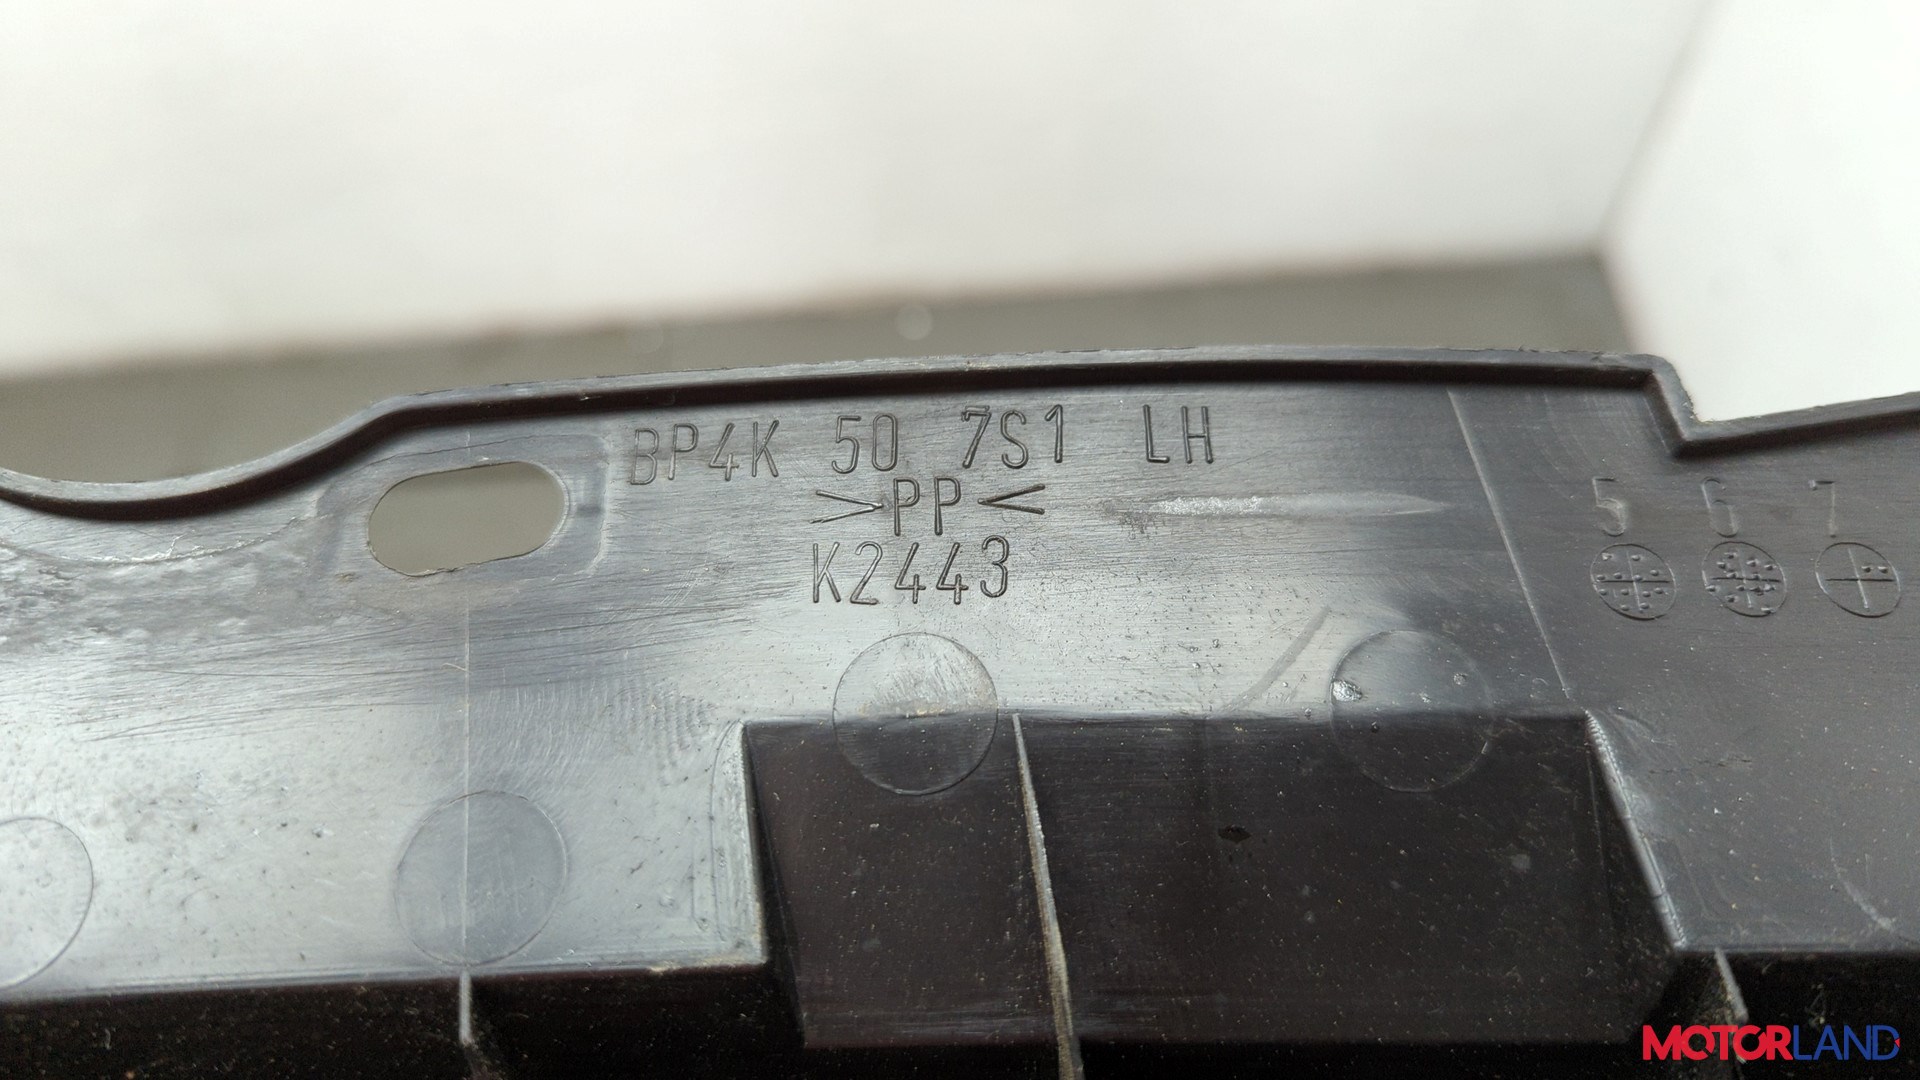 BP4K 50 7S1 LH
>PP<
K2443
5 6 7
MOTORLAND